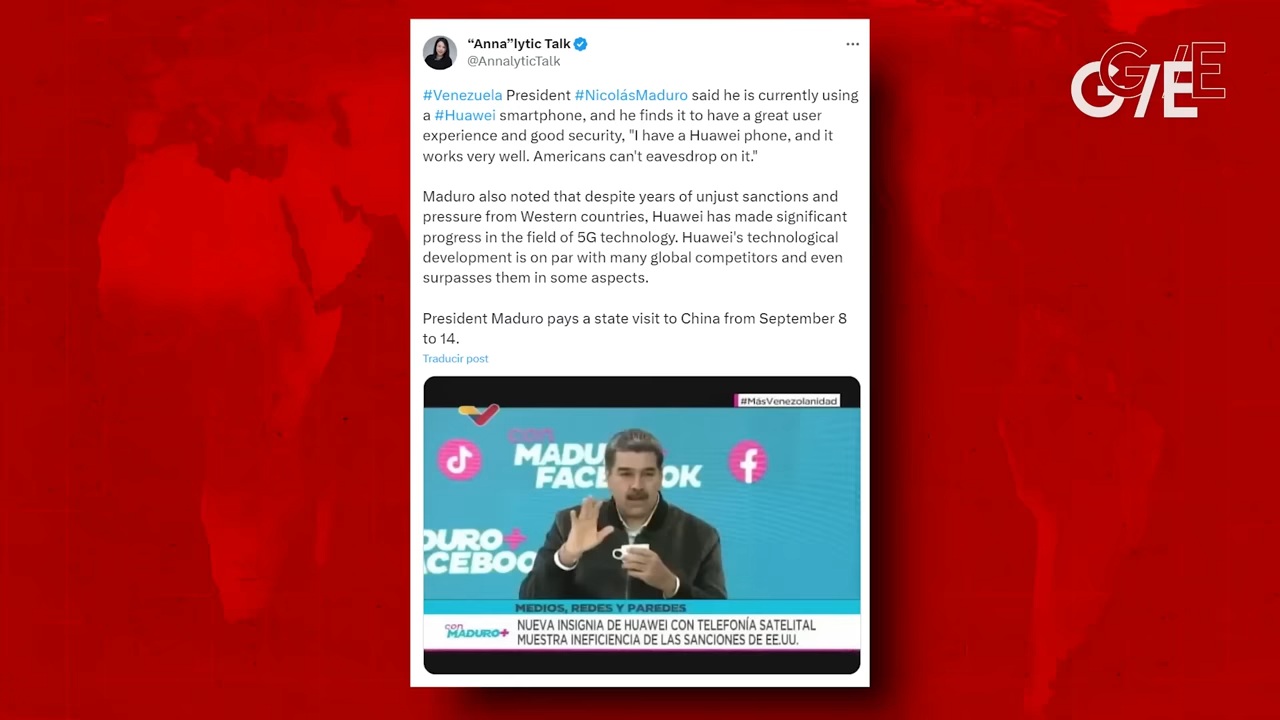 “Anna”lytic Talk
@AnnalyticTalk
G/E
G/E
#Venezuela President #NicolásMaduro said he is currently using
a #Huawei smartphone, and he finds it to have a great user
experience and good security, "I have a Huawei phone, and it
works very well. Americans can't eavesdrop on it."
Maduro also noted that despite years of unjust sanctions and
pressure from Western countries, Huawei has made significant
progress in the field of 5G technology. Huawei's technological
development is on par with many global competitors and even
surpasses them in some aspects.
President Maduro pays a state visit to China from September 8
to 14.
Traducir post
#MásVenezolanidad
con
MADU
FACE OK
DURO+
ACEBOO
MEDIOS, REDES Y PAREDES
con
MADURO+
NUEVA INSIGNIA DE HUAWEI CON TELEFONÍA SATELITAL
MUESTRA INEFICIENCIA DE LAS SANCIONES DE EE.UU.